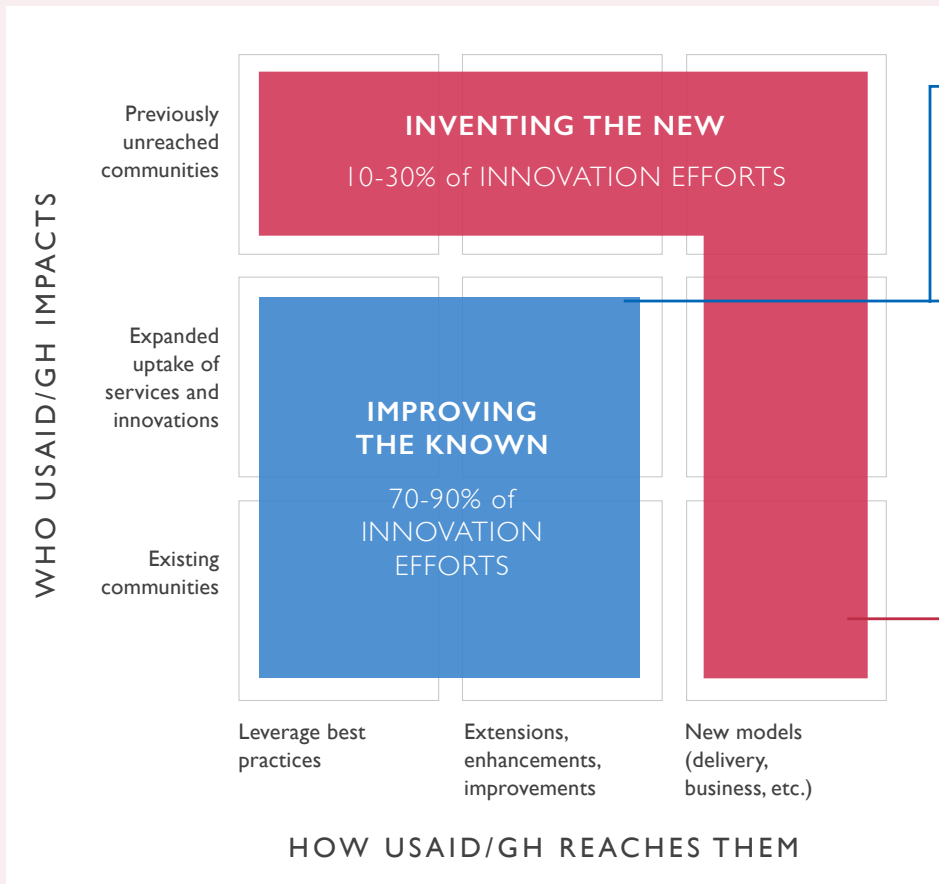 WHO USAID/GH IMPACTS
Previously
unreached
communities
INVENTING THE NEW
10-30% of INNOVATION EFFORTS
Expanded
uptake of
services and
innovations
IMPROVING
THE KNOWN
70-90% of
INNOVATION
EFFORTS
Existing
communities
Leverage best
practices
Extensions,
enhancements,
improvements
New models
(delivery,
business, etc.)
HOW USAID/GH REACHES THEM